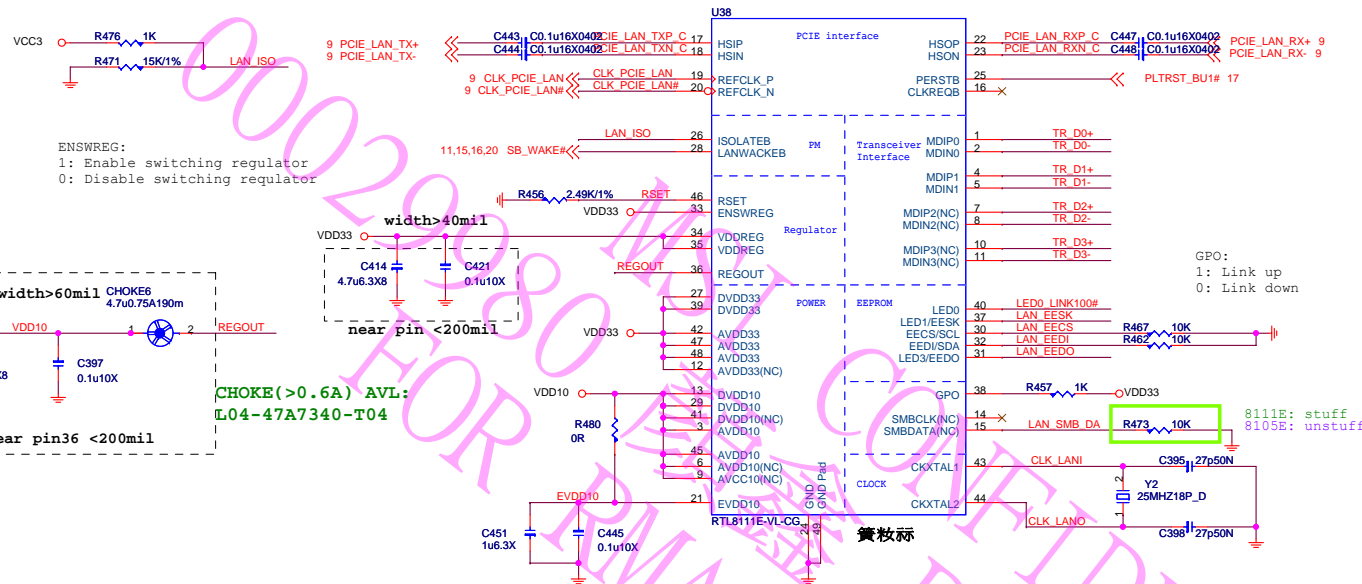 U38
R476 1K
VCC3
R471 15K/1% LAN_ISO
9 PCIE_LAN_TX+
9 PCIE_LAN_TX-
C443 C0.1u16X0402 PCIE_LAN_TXP_C 17
C444 C0.1u16X0402 PCIE_LAN_TXN_C 18
HSIP
HSIN
PCIE interface
HSOP
HSON
22 PCIE_LAN_RXP_C C447 C0.1u16X0402
23 PCIE_LAN_RXN_C C448 C0.1u16X0402
PCIE_LAN_RX+ 9
PCIE_LAN_RX- 9
9 CLK_PCIE_LAN CLK_PCIE_LAN 19 REFCLK_P
9 CLK_PCIE_LAN# CLK_PCIE_LAN# 20 REFCLK_N
PERSTB 25 PLTRST_BU1# 17
CLKREQB 16
ENSWREG:
1: Enable switching regulator
0: Disable switching requlator
LAN_ISO 26 ISOLATEB
11,15,16,20 SB_WAKE# 28 LANWACKEB
PM
Transceiver
Interface
MDIP0 1 TR_D0+
MDIN0 2 TR_D0-
MDIP1 4 TR_D1+
MDIN1 5 TR_D1-
MDIP2(NC) 7 TR_D2+
MDIN2(NC) 8 TR_D2-
MDIP3(NC) 10 TR_D3+
MDIN3(NC) 11 TR_D3-
R456 2.49K/1% RSET 46 RSET
VDD33 33 ENSWREG
width>40mil
VDD33
34 VDDREG
35 VDDREG
Regulator
C414
4.7u6.3X8
C421
0.1u10X
near pin <200mil
REGOUT 36 REGOUT
GPO:
1: Link up
0: Link down
width>60mil
CHOKE6
4.7u0.75A190m
VDD10 1 2 REGOUT
C397
0.1u10X
X8
near pin36 <200mil
CHOKE(>0.6A) AVL:
L04-47A7340-T04
POWER
EEPROM
27 DVDD33
39 DVDD33
VDD33
42 AVDD33
47 AVDD33
48 AVDD33
12 AVDD33(NC)
LED0 40 LED0_LINK100#
LED1/EESK 37 LAN_EESK
EECS/SCL 30 LAN_EECS R467 10K
EEDI/SDA 32 LAN_EEDI R462 10K
LED3/EEDO 31 LAN_EEDO
VDD10
13 DVDD10
29 DVDD10
41 DVDD10(NC)
3 AVDD10
45 AVDD10
6 AVDD10(NC)
9 AVCC10(NC)
R480
0R
EVDD10 21 EVDD10
C451
1u6.3X
C445
0.1u10X
GPO 38 R457 1K VDD33
SMBCLK(NC) 14
SMBDATA(NC) 15 LAN_SMB_DA R473 10K
8111E: stuff
8105E: unstuff
CLOCK
CKXTAL1 43 CLK_LANI C395 27p50N
2
1
Y2
25MHZ18P_D
CKXTAL2 44 CLK_LANO C398 27p50N
GND
GND Pad
24
49
RTL8111E-VL-CG
00029980
MSI CONFID
FOR RMA